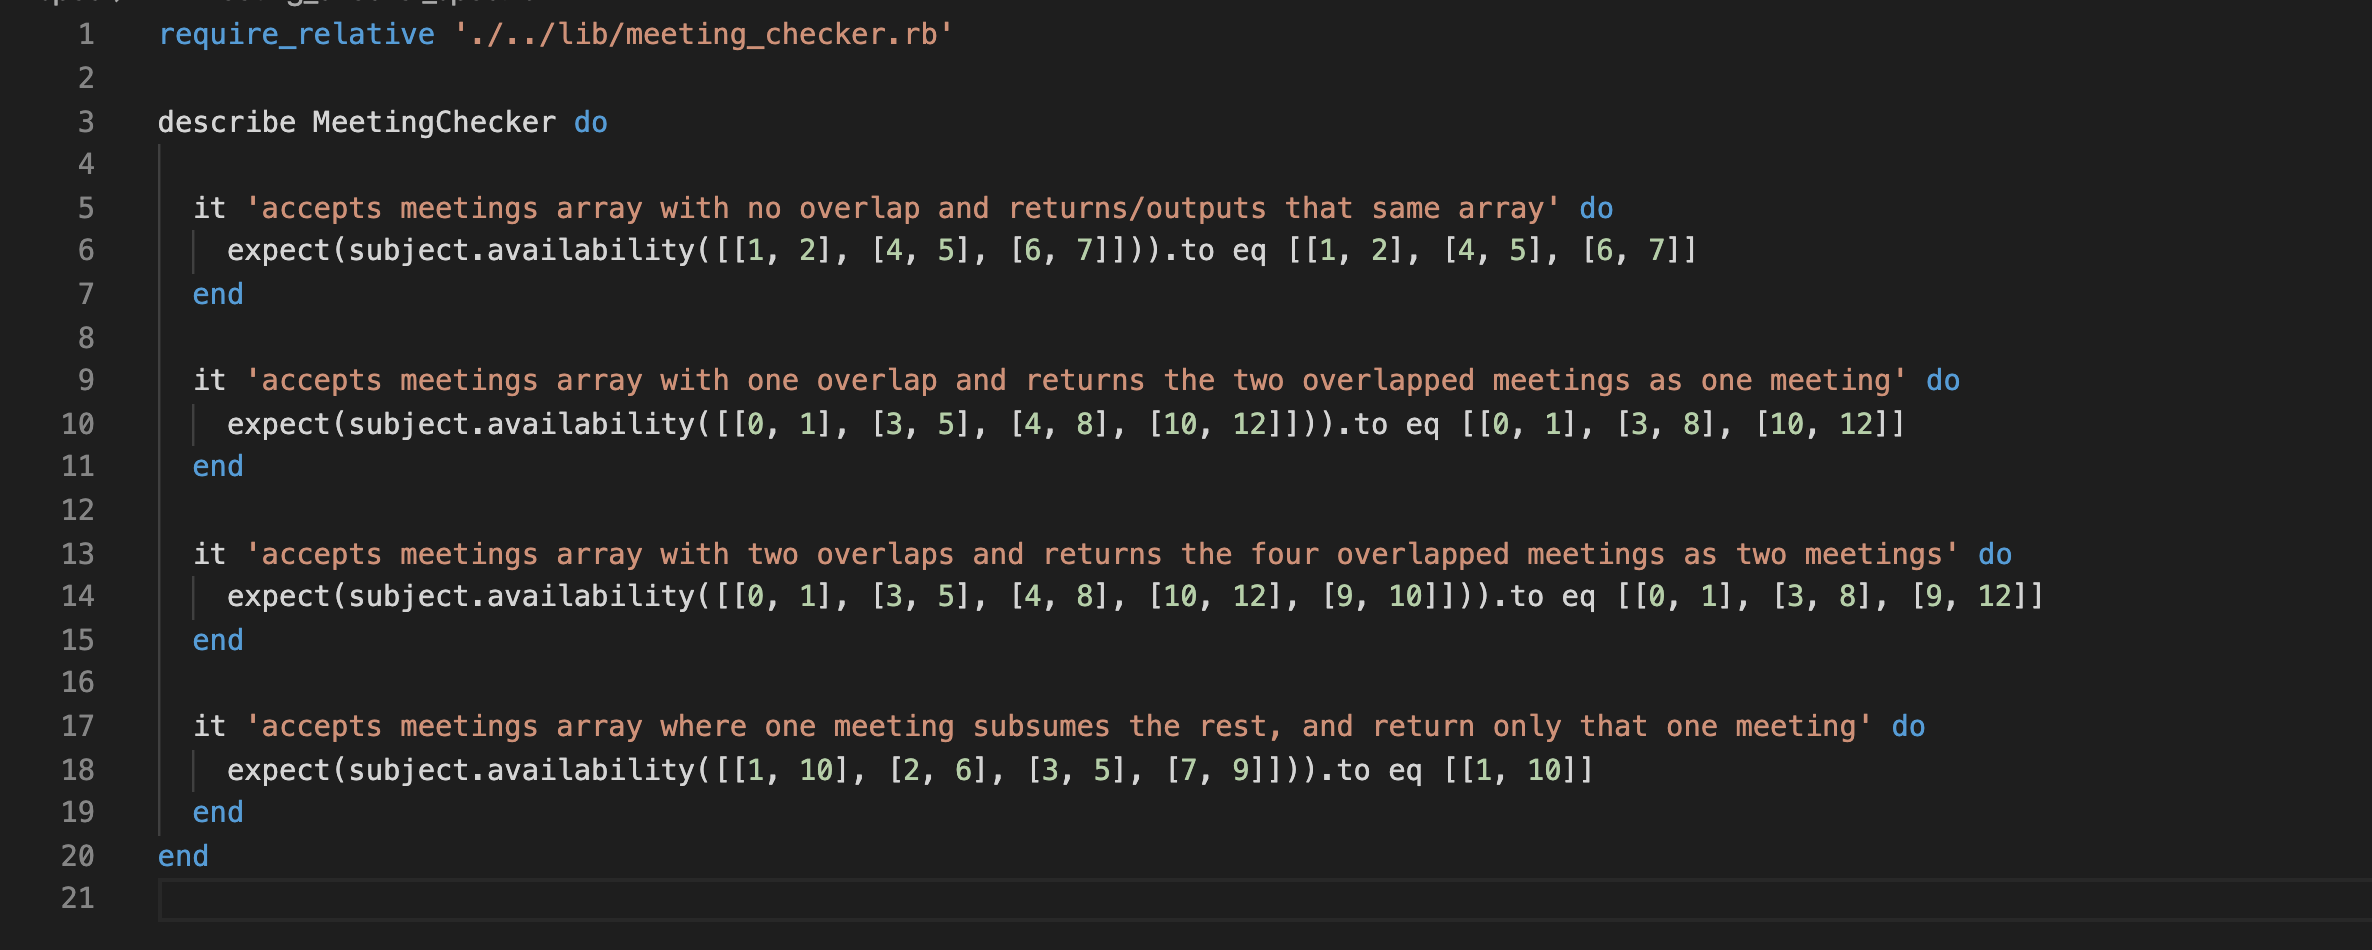 1 require_relative './../lib/meeting_checker.rb'
2
3 describe MeetingChecker do
4
5 it 'accepts meetings array with no overlap and returns/outputs that same array' do
6 expect(subject.availability([[1, 2], [4, 5], [6, 7]])).to eq [[1, 2], [4, 5], [6, 7]]
7 end
8
9 it 'accepts meetings array with one overlap and returns the two overlapped meetings as one meeting' do
10 expect(subject.availability([[0, 1], [3, 5], [4, 8], [10, 12]])).to eq [[0, 1], [3, 8], [10, 12]]
11 end
12
13 it 'accepts meetings array with two overlaps and returns the four overlapped meetings as two meetings' do
14 expect(subject.availability([[0, 1], [3, 5], [4, 8], [10, 12], [9, 10]])).to eq [[0, 1], [3, 8], [9, 12]]
15 end
16
17 it 'accepts meetings array where one meeting subsumes the rest, and return only that one meeting' do
18 expect(subject.availability([[1, 10], [2, 6], [3, 5], [7, 9]])).to eq [[1, 10]]
19 end
20 end
21